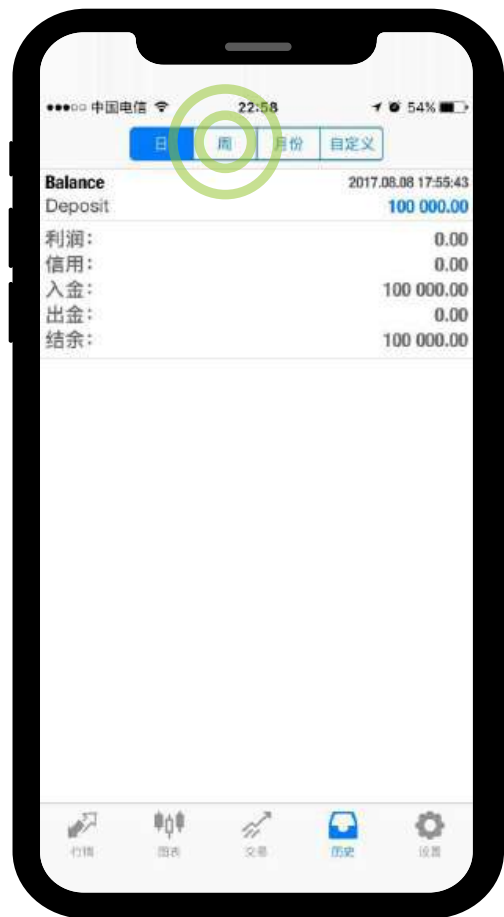 中国电信 22:58 54%
日 周 月份 自定义
Balance 2017.08.08 17:55:43
Deposit 100 000.00
利润: 0.00
信用: 0.00
入金: 100 000.00
出金: 0.00
结余: 100 000.00
行情 图表 交易 历史 设置